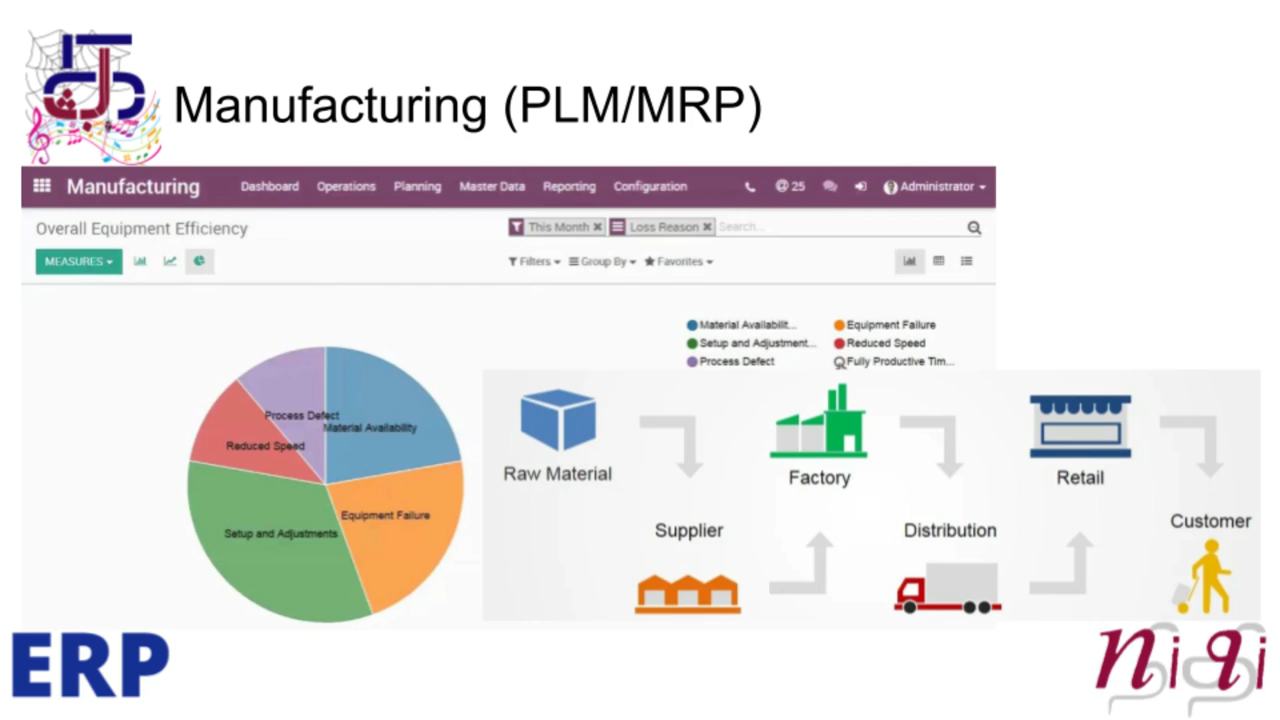 Manufacturing (PLM/MRP)
Manufacturing Dashboard Operations Planning Master Data Reporting Configuration 25 Administrator
Overall Equipment Efficiency This Month Loss Reason Search...
MEASURES Filters Group By Favorites
Material Availabilit... Equipment Failure
Setup and Adjustment... Reduced Speed
Process Defect Fully Productive Tim...
Process Defect
Material Availability
Reduced Speed
Equipment Failure
Setup and Adjustments
Raw Material
Factory
Retail
Supplier
Distribution
Customer
ERP
niqi